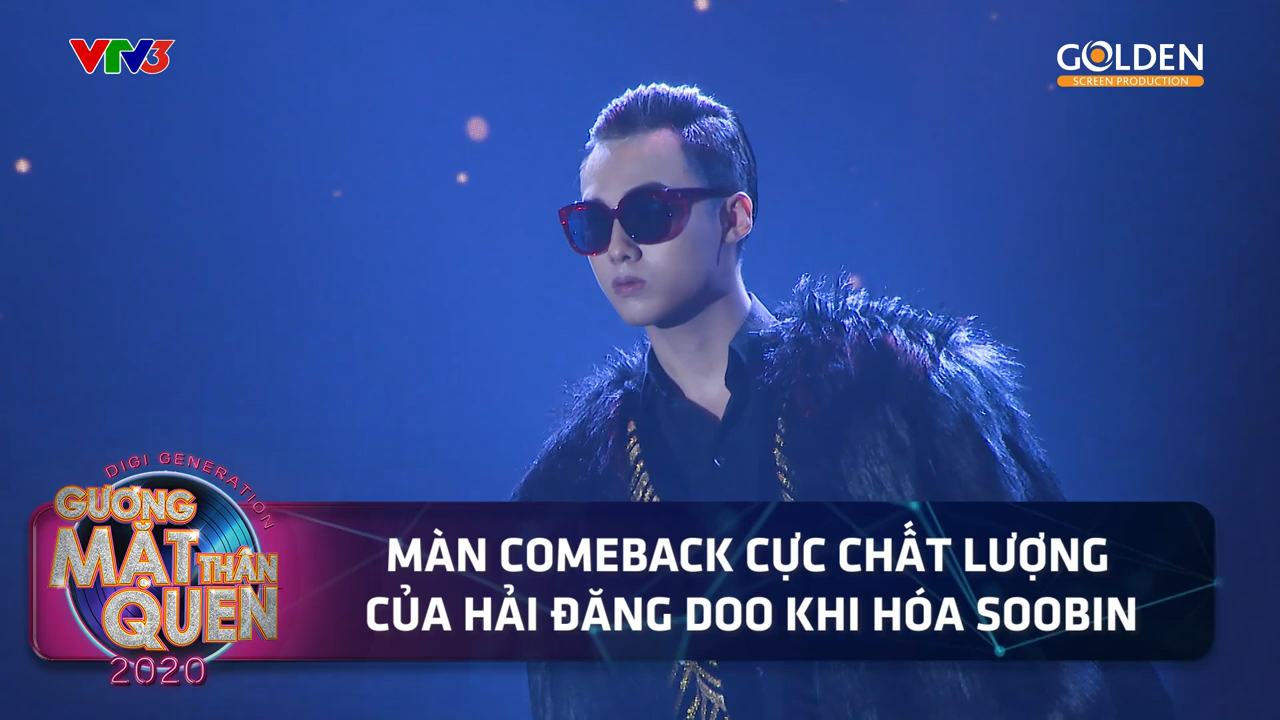 VTV3
GOLDEN
SCREEN PRODUCTION
DIGI GENERATION
GƯƠNG
MẶT THÂN
QUEN
2020
MÀN COMEBACK CỰC CHẤT LƯỢNG
CỦA HẢI ĐĂNG DOO KHI HÓA SOOBIN